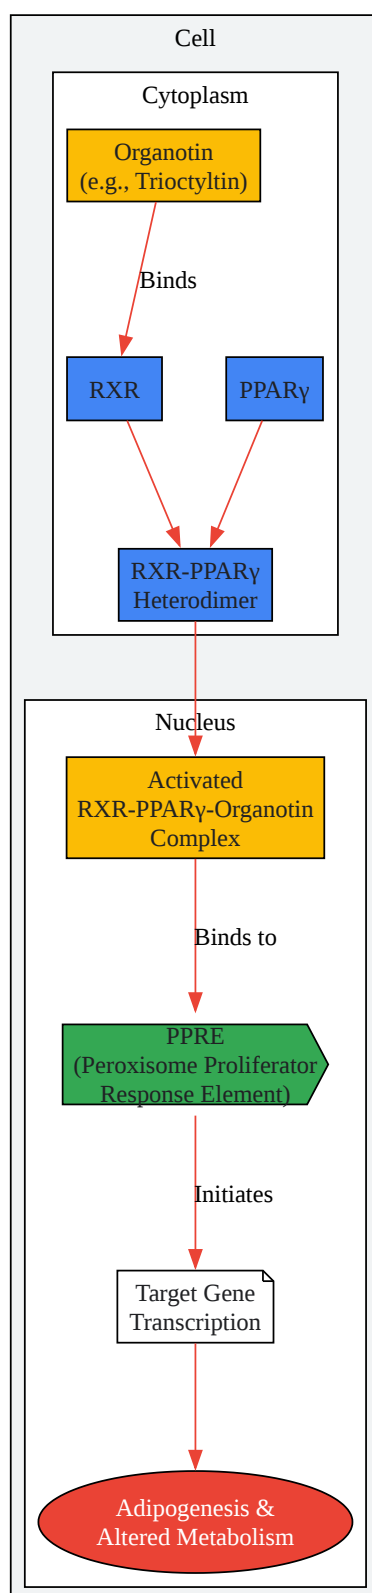 Cell
Cytoplasm
Organotin
(e.g., Trioctyltin)
Binds
RXR
PPARγ
RXR-PPARγ
Heterodimer
Nucleus
Activated
RXR-PPARγ-Organotin
Complex
Binds to
PPRE
(Peroxisome Proliferator
Response Element)
Initiates
Target Gene
Transcription
Adipogenesis &
Altered Metabolism